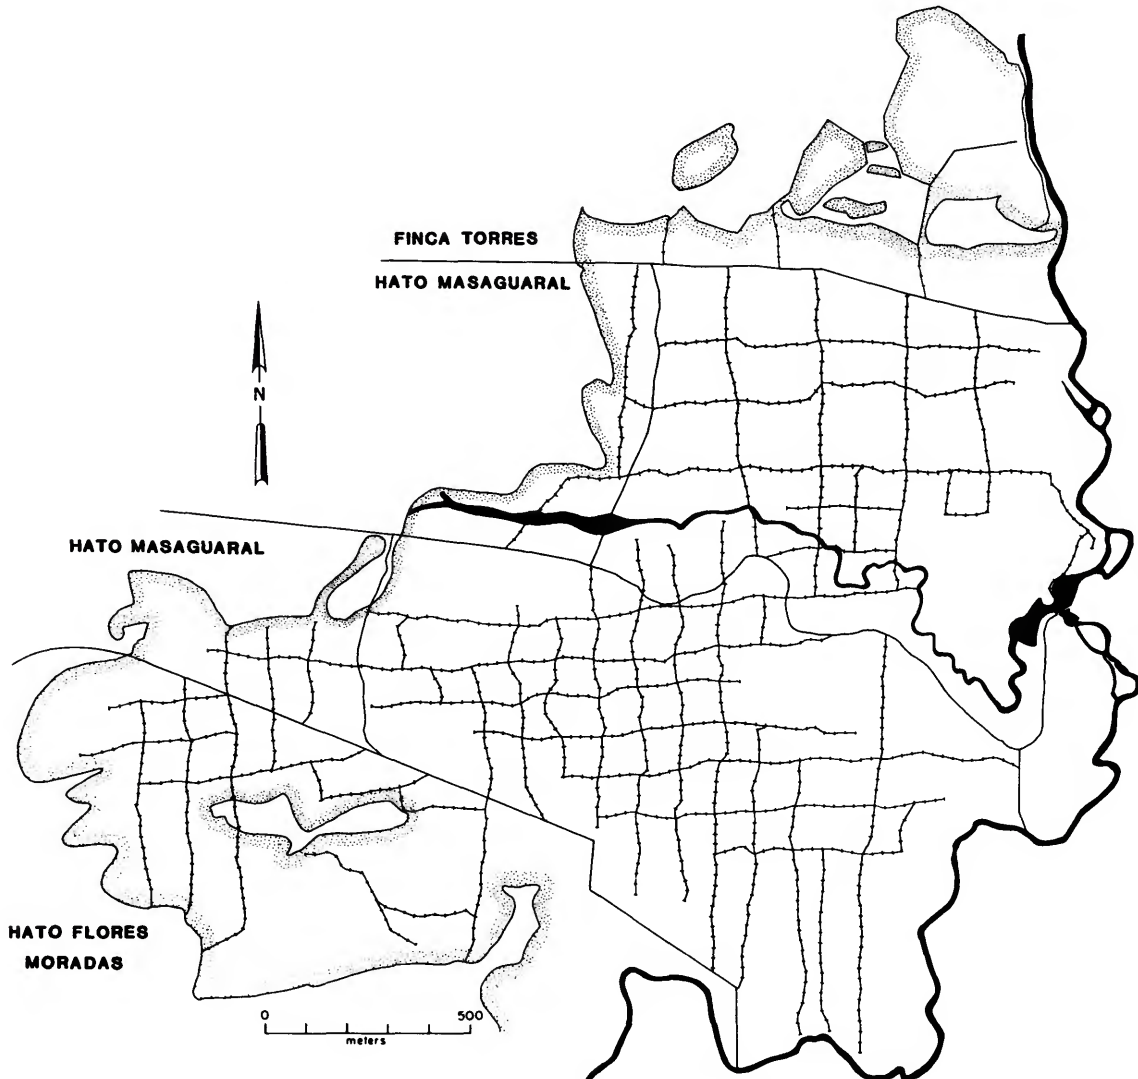 FINCA TORRES
HATO MASAGUARAL
N
HATO MASAGUARAL
HATO FLORES
MORADAS
0 500
meters